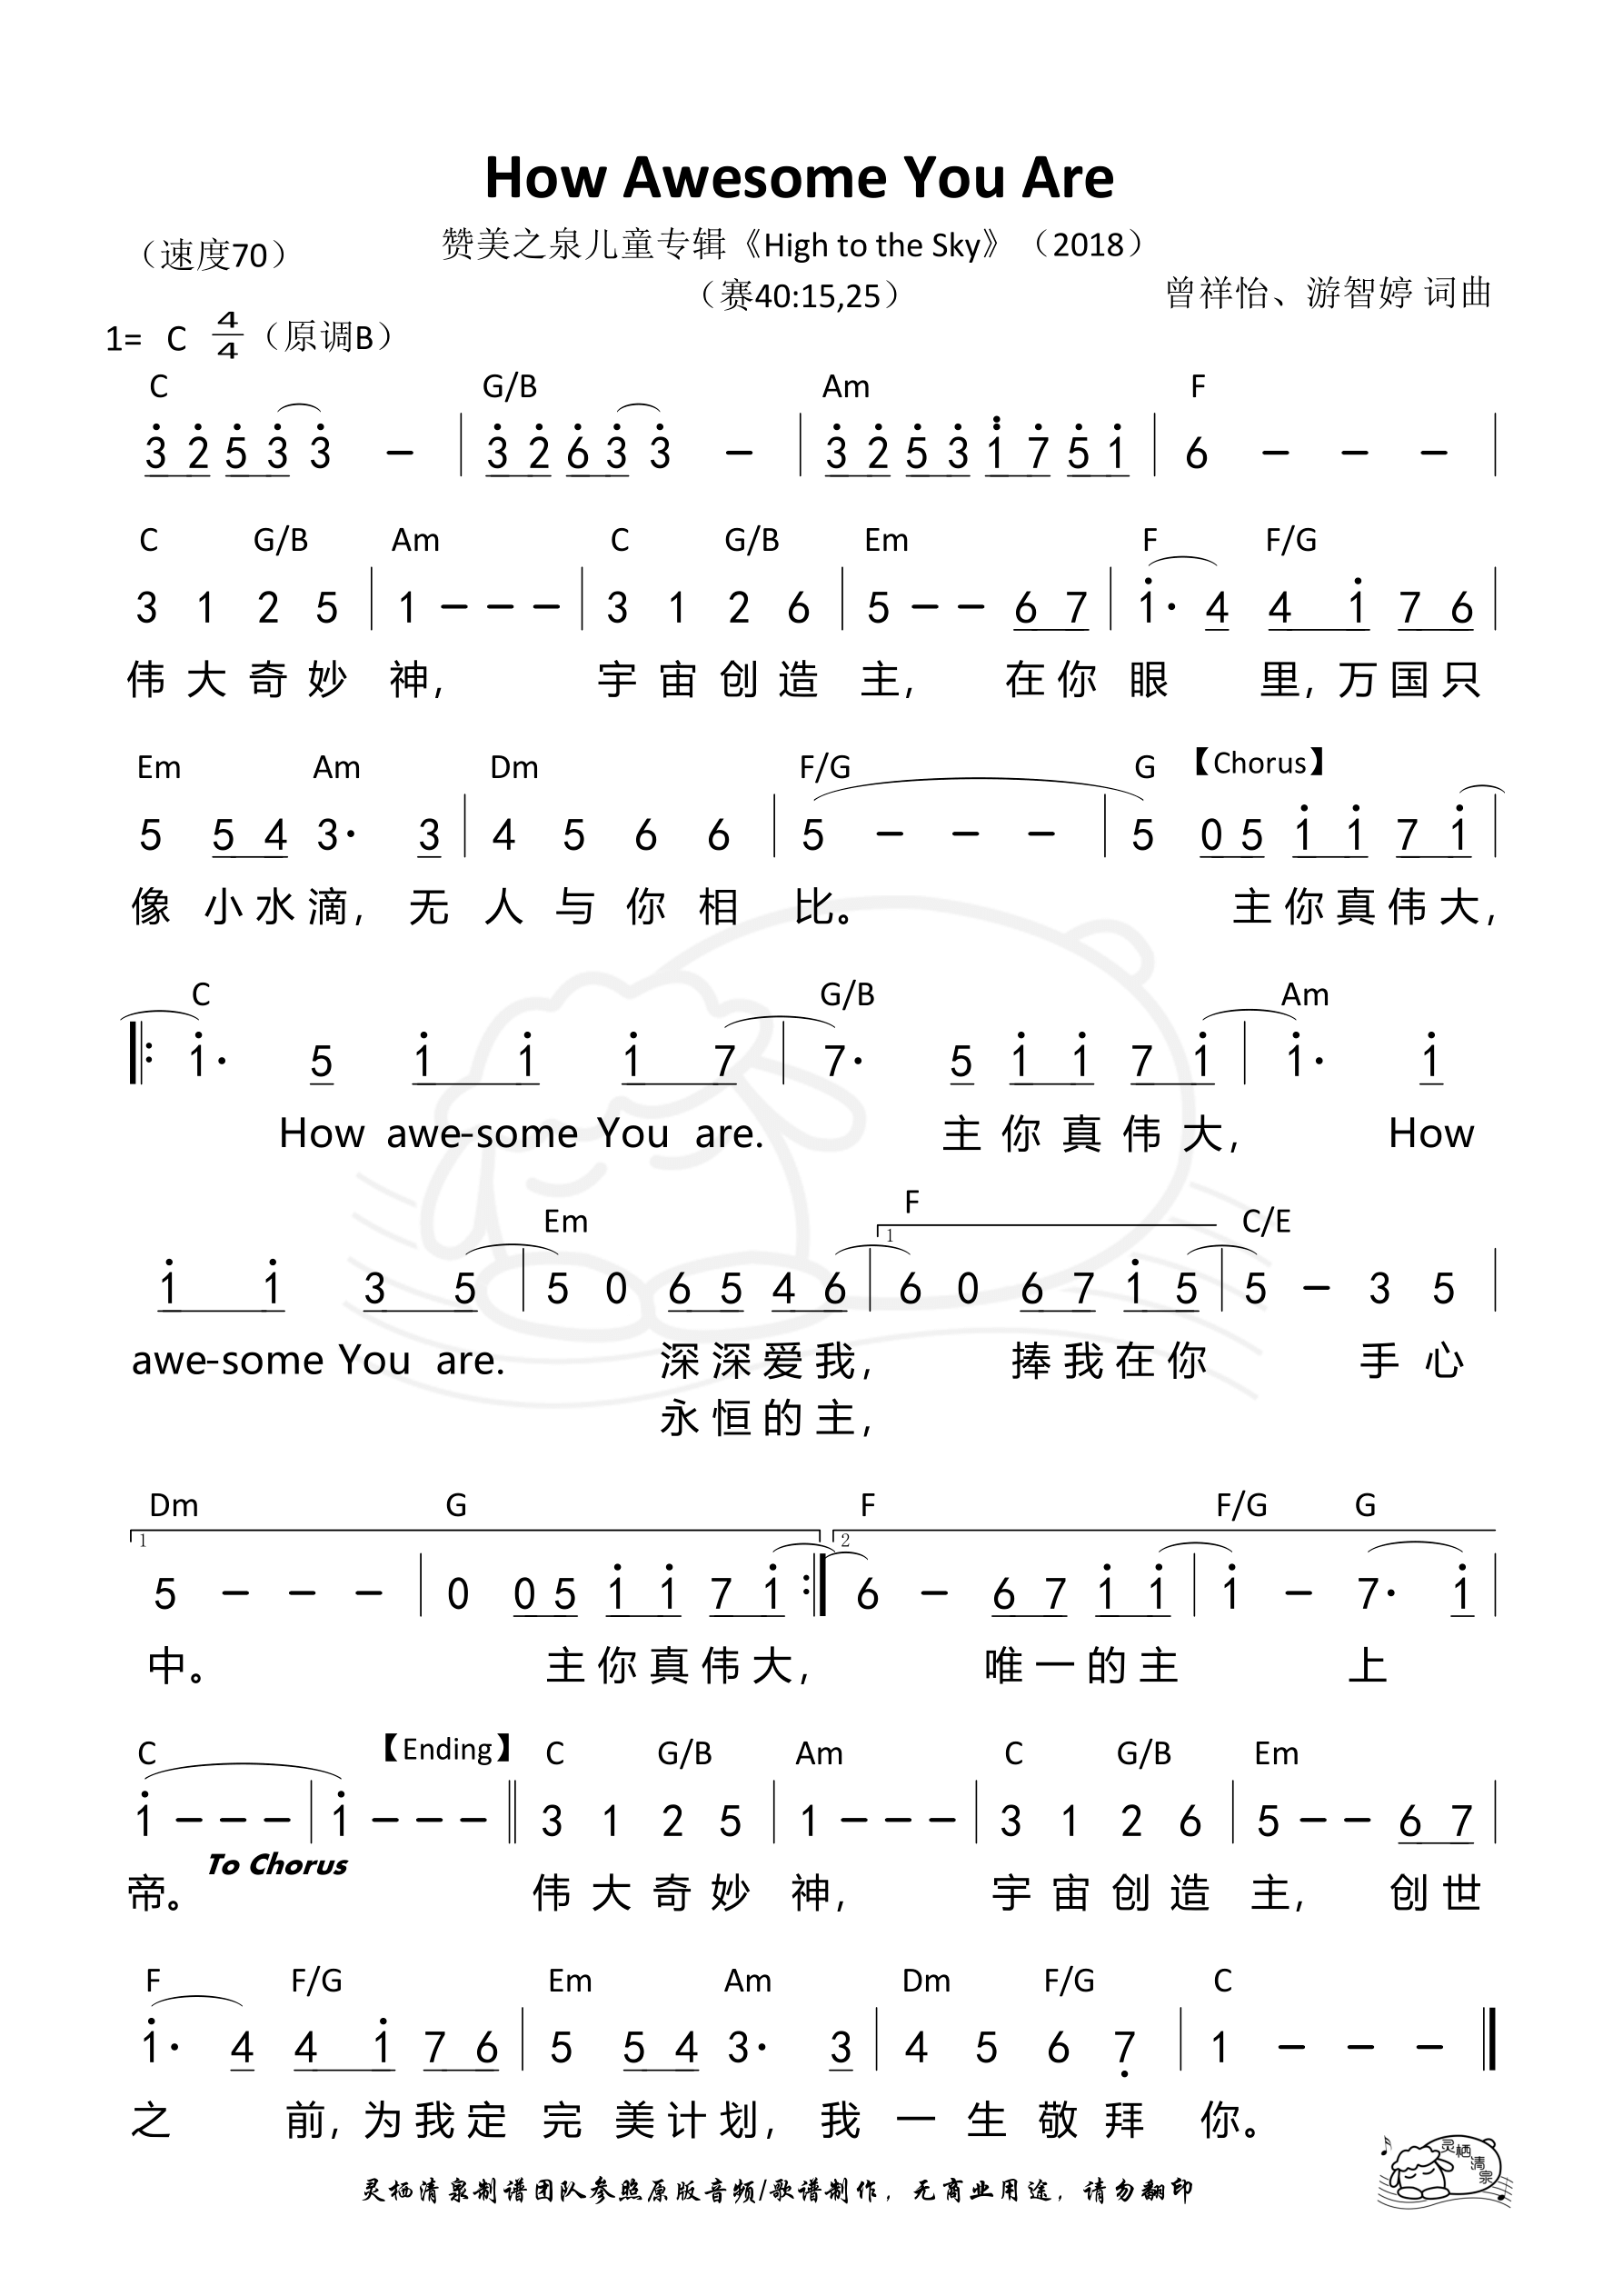 How Awesome You Are
赞美之泉儿童专辑《High to the Sky》（2018）
（速度70）
（赛40:15,25）
曾祥怡、游智婷 词曲
1= C 4/4（原调B）
C G/B Am F
3̇ 2̇ 5̇ 3̇ 3̇ – | 3̇ 2̇ 6̇ 3̇ 3̇ – | 3̇ 2̇ 5̇ 3̇ 1̈ 7̇ 5̇ 1̇ | 6 – – – |
C G/B Am C G/B Em F F/G
3 1 2 5 | 1 – – – | 3 1 2 6 | 5 – – 6 7 | 1̇· 4 4 1̇ 7 6 |
伟大奇妙 神, 宇宙创造 主, 在你 眼 里, 万国只
Em Am Dm F/G G 【Chorus】
5 5 4 3· 3 | 4 5 6 6 | 5 – – – | 5 0 5 1̇ 1̇ 7 1̇ |
像 小水滴, 无 人与你相 比。 主你真伟大,
C G/B Am
‖: 1̇· 5 1̇ 1̇ 1̇ 7 | 7· 5 1̇ 1̇ 7 1̇ | 1̇· 1̇
How awe-some You are. 主你真伟大, How
Em F C/E
1
1̇ 1̇ 3 5 | 5 0 6 5 4 6 | 6 0 6 7 1̇ 5 | 5 – 3 5 |
awe-some You are. 深深爱我, 捧我在你 手心
永恒的主,
Dm G F F/G G
1 2
5 – – – | 0 0 5 1̇ 1̇ 7 1̇ :‖ 6 – 6 7 1̇ 1̇ | 1̇ – 7· 1̇ |
中。 主你真伟大, 唯一的主 上
C 【Ending】 C G/B Am C G/B Em
1̇ – – – | 1̇ – – – ‖ 3 1 2 5 | 1 – – – | 3 1 2 6 | 5 – – 6 7 |
To Chorus
帝。 伟大奇妙 神, 宇宙创造 主, 创世
F F/G Em Am Dm F/G C
1̇· 4 4 1̇ 7 6 | 5 5 4 3· 3 | 4 5 6 7̣ | 1 – – – ‖
之 前, 为我定 完 美计划, 我 一生敬拜 你。
灵栖清泉制谱团队参照原版音频/歌谱制作，无商业用途，请勿翻印
灵栖清泉